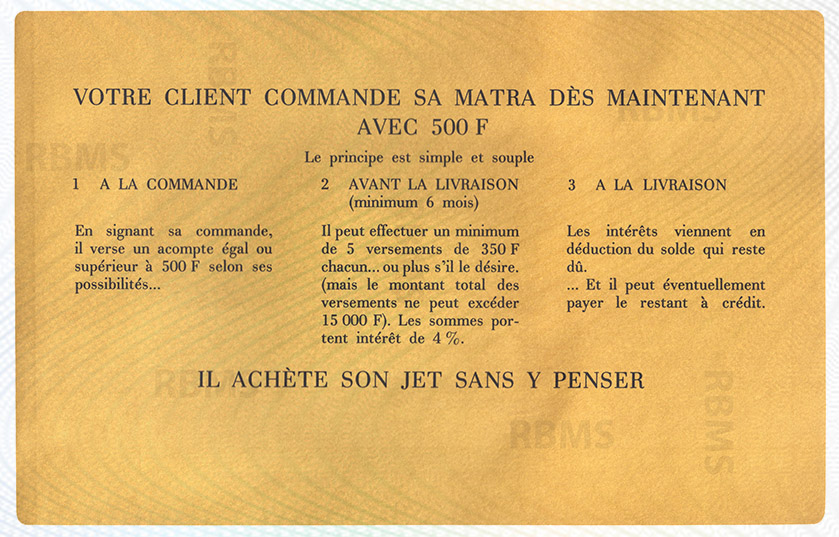 VOTRE CLIENT COMMANDE SA MATRA DÈS MAINTENANT
AVEC 500 F
Le principe est simple et souple
1 A LA COMMANDE
En signant sa commande,
il verse un acompte égal ou
supérieur à 500 F selon ses
possibilités...
2 AVANT LA LIVRAISON
(minimum 6 mois)
Il peut effectuer un minimum
de 5 versements de 350 F
chacun... ou plus s'il le désire.
(mais le montant total des
versements ne peut excéder
15 000 F). Les sommes por-
tent intérêt de 4 %.
3 A LA LIVRAISON
Les intérêts viennent en
déduction du solde qui reste
dû.
... Et il peut éventuellement
payer le restant à crédit.
IL ACHÈTE SON JET SANS Y PENSER
RBMS
RBMS
RBMS
RBMS
RBMS
RBMS